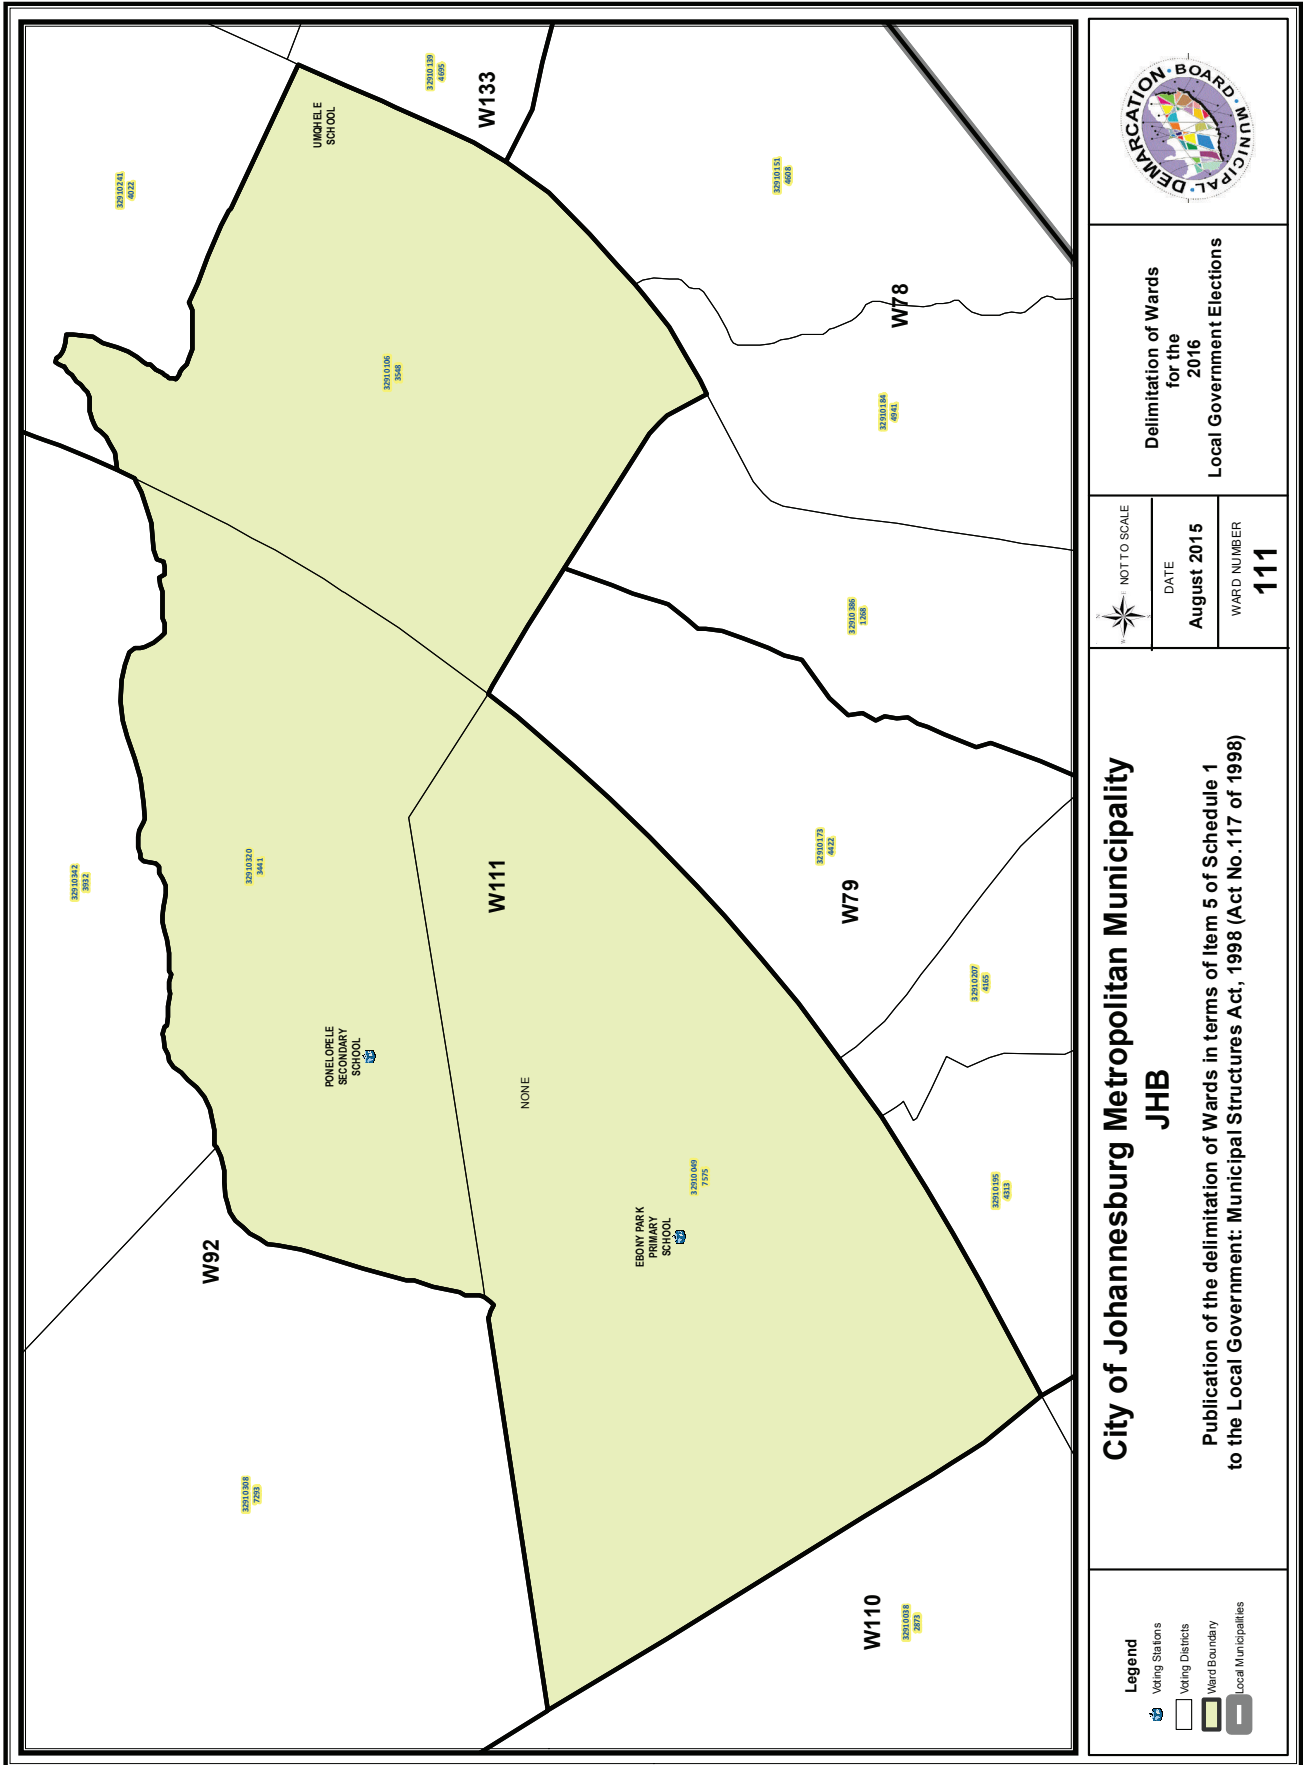 32910139
4695
W133
UMQHELE
SCHOOL
32910241
4022
32910151
4608
W78
32910106
3548
32910184
4941
32910386
1268
32910342
3932
32910320
3441
W111
32910173
4422
W79
32910207
4165
PONELOPELE
SECONDARY
SCHOOL
NONE
32910049
7575
EBONY PARK
PRIMARY
SCHOOL
32910195
4313
W92
32910308
7293
W110
32910038
2873
Legend
Voting Stations
Voting Districts
Ward Boundary
Local Municipalities
City of Johannesburg Metropolitan Municipality
JHB
Publication of the delimitation of Wards in terms of Item 5 of Schedule 1
to the Local Government: Municipal Structures Act, 1998 (Act No.117 of 1998)
NOT TO SCALE
DATE
August 2015
WARD NUMBER
111
Delimitation of Wards
for the
2016
Local Government Elections
MUNICIPAL · DEMARCATION · BOARD